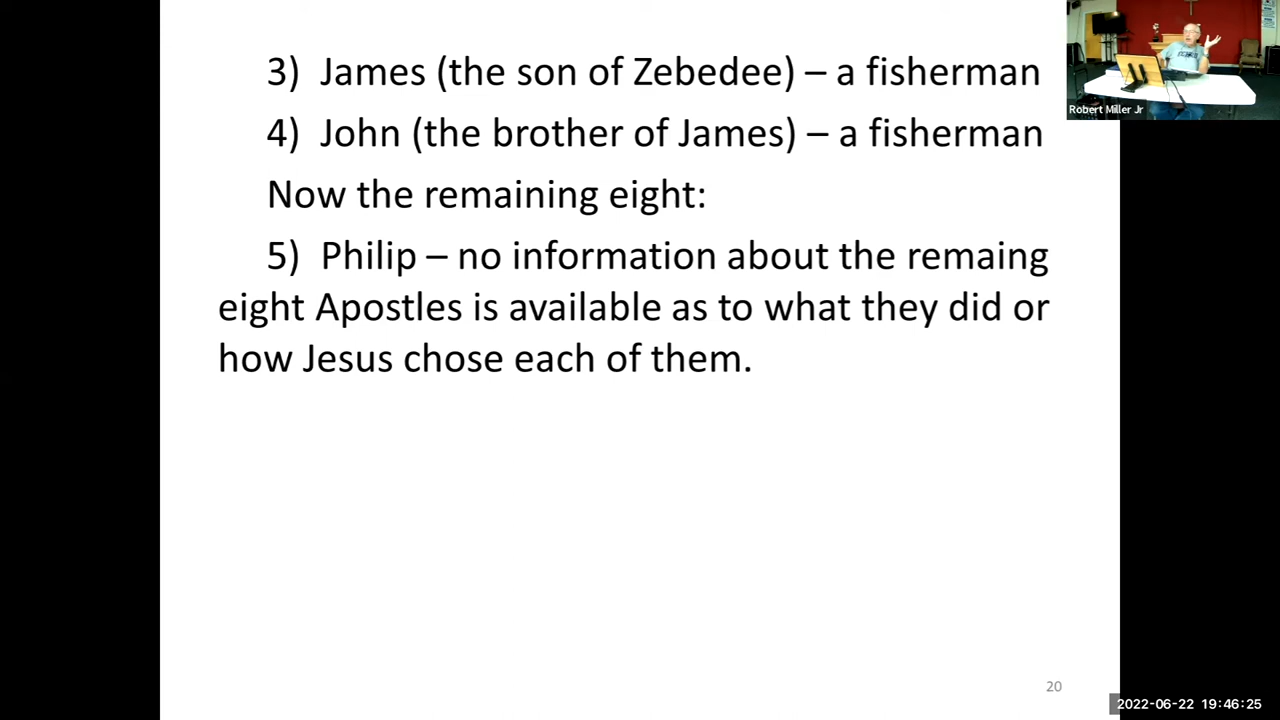 3) James (the son of Zebedee) – a fisherman
4) John (the brother of James) – a fisherman
Now the remaining eight:
5) Philip – no information about the remaing
eight Apostles is available as to what they did or
how Jesus chose each of them.
Robert Miller Jr
20
2022-06-22 19:46:25